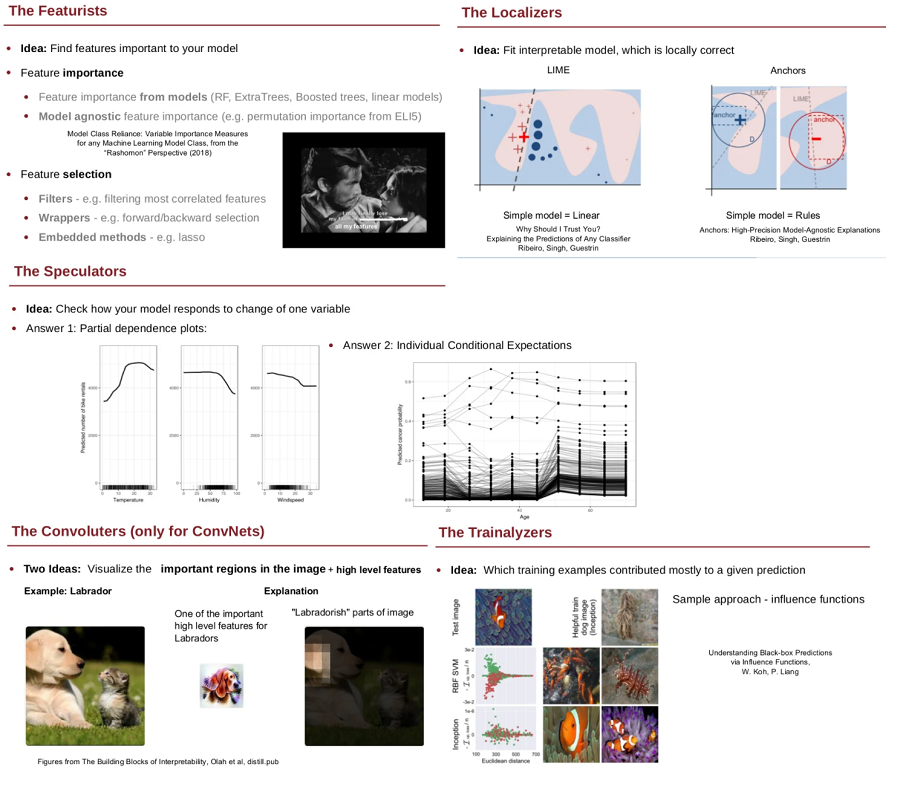 The Featurists
Idea: Find features important to your model
Feature importance
Feature importance from models (RF, ExtraTrees, Boosted trees, linear models)
Model agnostic feature importance (e.g. permutation importance from ELI5)
Model Class Reliance: Variable Importance Measures
for any Machine Learning Model Class, from the
"Rashomon" Perspective (2018)
Feature selection
Filters - e.g. filtering most correlated features
Wrappers - e.g. forward/backward selection
Embedded methods - e.g. lasso
all my features
The Localizers
Idea: Fit interpretable model, which is locally correct
LIME
Anchors
LIME
anchor
D
LIME
anchor
D
Simple model = Linear
Why Should I Trust You?
Explaining the Predictions of Any Classifier
Ribeiro, Singh, Guestrin
Simple model = Rules
Anchors: High-Precision Model-Agnostic Explanations
Ribeiro, Singh, Guestrin
The Speculators
Idea: Check how your model responds to change of one variable
Answer 1: Partial dependence plots:
Predicted number of bike rentals
4000
2000
0
0 10 20 30
Temperature
4000
2000
0
0 25 50 75 100
Humidity
4000
2000
0
0 10 20 30
Windspeed
Answer 2: Individual Conditional Expectations
Predicted cancer probability
0.6
0.4
0.2
0.0
20
Age
The Convoluters (only for ConvNets)
Two Ideas: Visualize the important regions in the image + high level features
Example: Labrador
Explanation
One of the important
high level features for
Labradors
"Labradorish" parts of image
Figures from The Building Blocks of Interpretability, Olah et al, distill.pub
The Trainalyzers
Idea: Which training examples contributed mostly to a given prediction
Test image
Helpful train
dog image
(Inception)
RBF SVM
3e-2
0
-3e-2
Inception
1e-6
0
100 300 500 700
Euclidean distance
Sample approach - influence functions
Understanding Black-box Predictions
via Influence Functions,
W. Koh, P. Liang